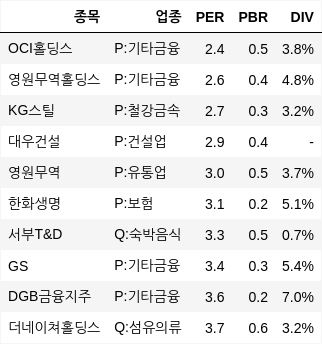 종목 업종 PER PBR DIV
OCI홀딩스 P:기타금융 2.4 0.5 3.8%
영원무역홀딩스 P:기타금융 2.6 0.4 4.8%
KG스틸 P:철강금속 2.7 0.3 3.2%
대우건설 P:건설업 2.9 0.4 -
영원무역 P:유통업 3.0 0.5 3.7%
한화생명 P:보험 3.1 0.2 5.1%
서부T&D Q:숙박음식 3.3 0.5 0.7%
GS P:기타금융 3.4 0.3 5.4%
DGB금융지주 P:기타금융 3.6 0.2 7.0%
더네이쳐홀딩스 Q:섬유의류 3.7 0.6 3.2%